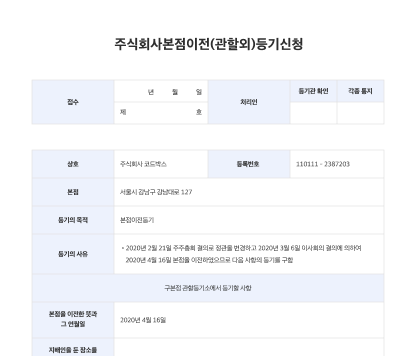 주식회사본점이전(관할외)등기신청
접수
년 월 일
처리인
등기관 확인
각종 통지
제 호
상호
주식회사 코드박스
등록번호
110111 - 2387203
본점
서울시 강남구 강남대로 127
등기의 목적
본점이전등기
등기의 사유
• 2020년 2월 21일 주주총회 결의로 정관을 변경하고 2020년 3월 6일 이사회의 결의에 의하여
2020년 4월 16일 본점을 이전하였으므로 다음 사항의 등기를 구함
구본점 관할등기소에서 등기할 사항
본점을 이전한 뜻과
그 연월일
2020년 4월 16일
지배인을 둔 장소를